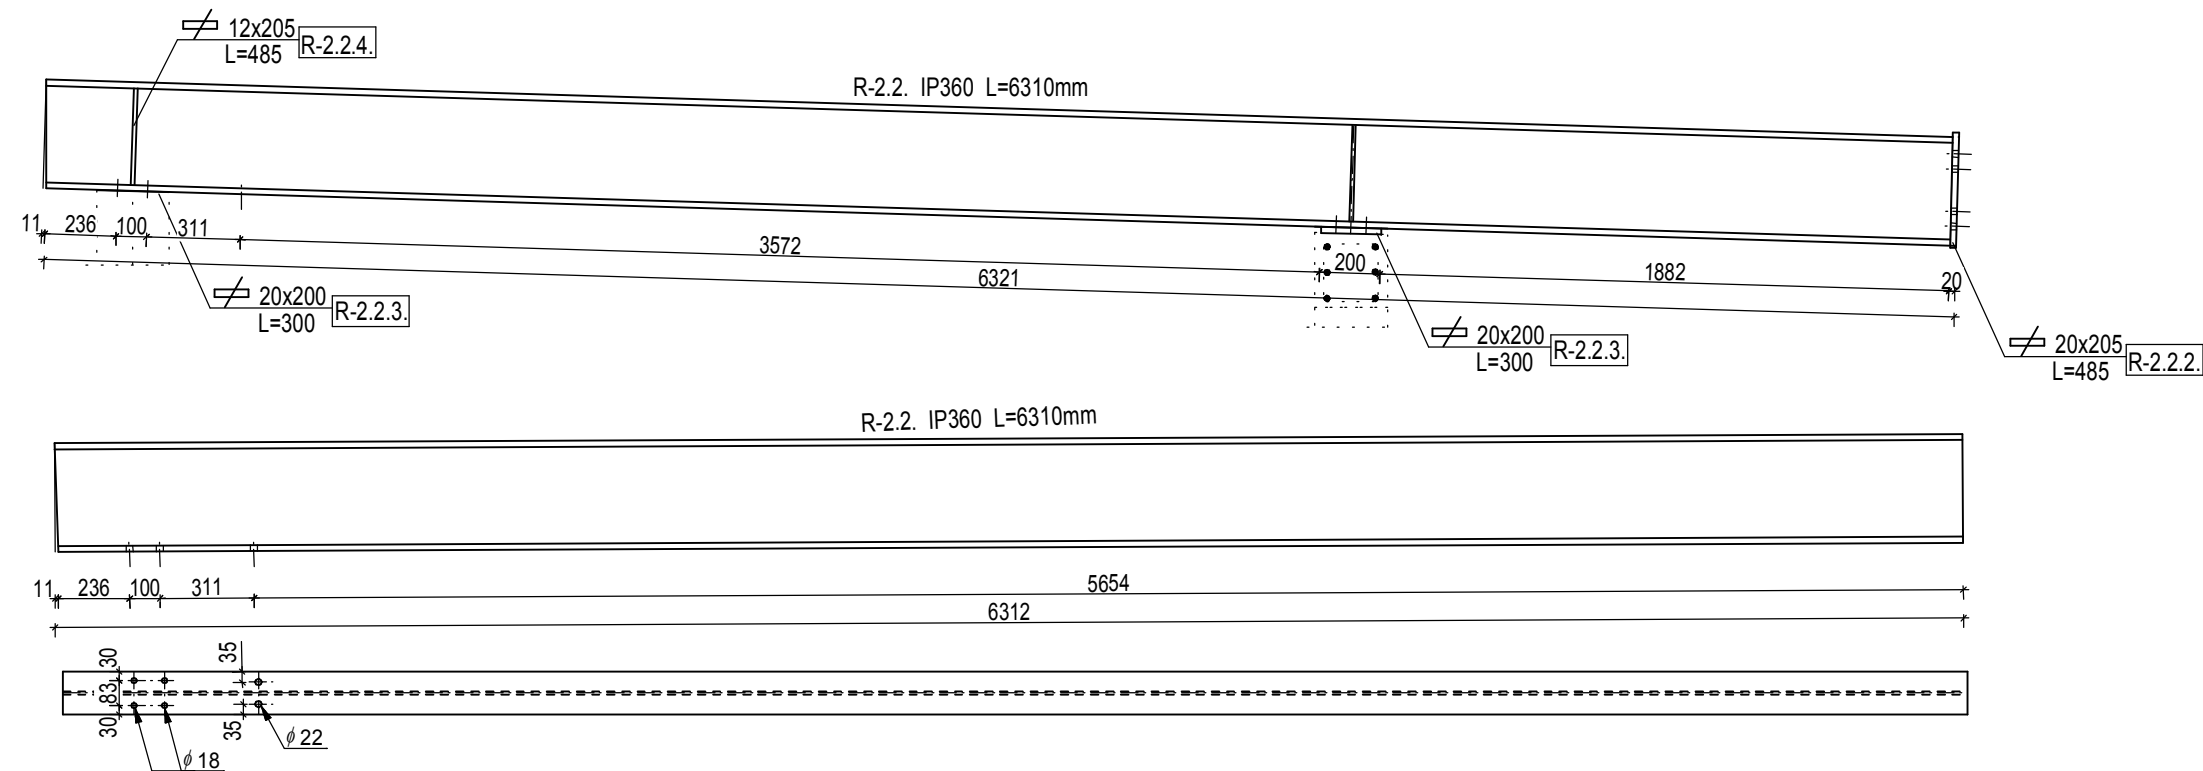 12x205
L=485
R-2.2.4.
R-2.2. IP360 L=6310mm
11 236 100 311 3572 200 1882 20
6321
20x200
L=300
R-2.2.3.
20x200
L=300
R-2.2.3.
20x205
L=485
R-2.2.2.
R-2.2. IP360 L=6310mm
11 236 100 311 5654
6312
30 83 30
35 35
ϕ 22
ϕ 18